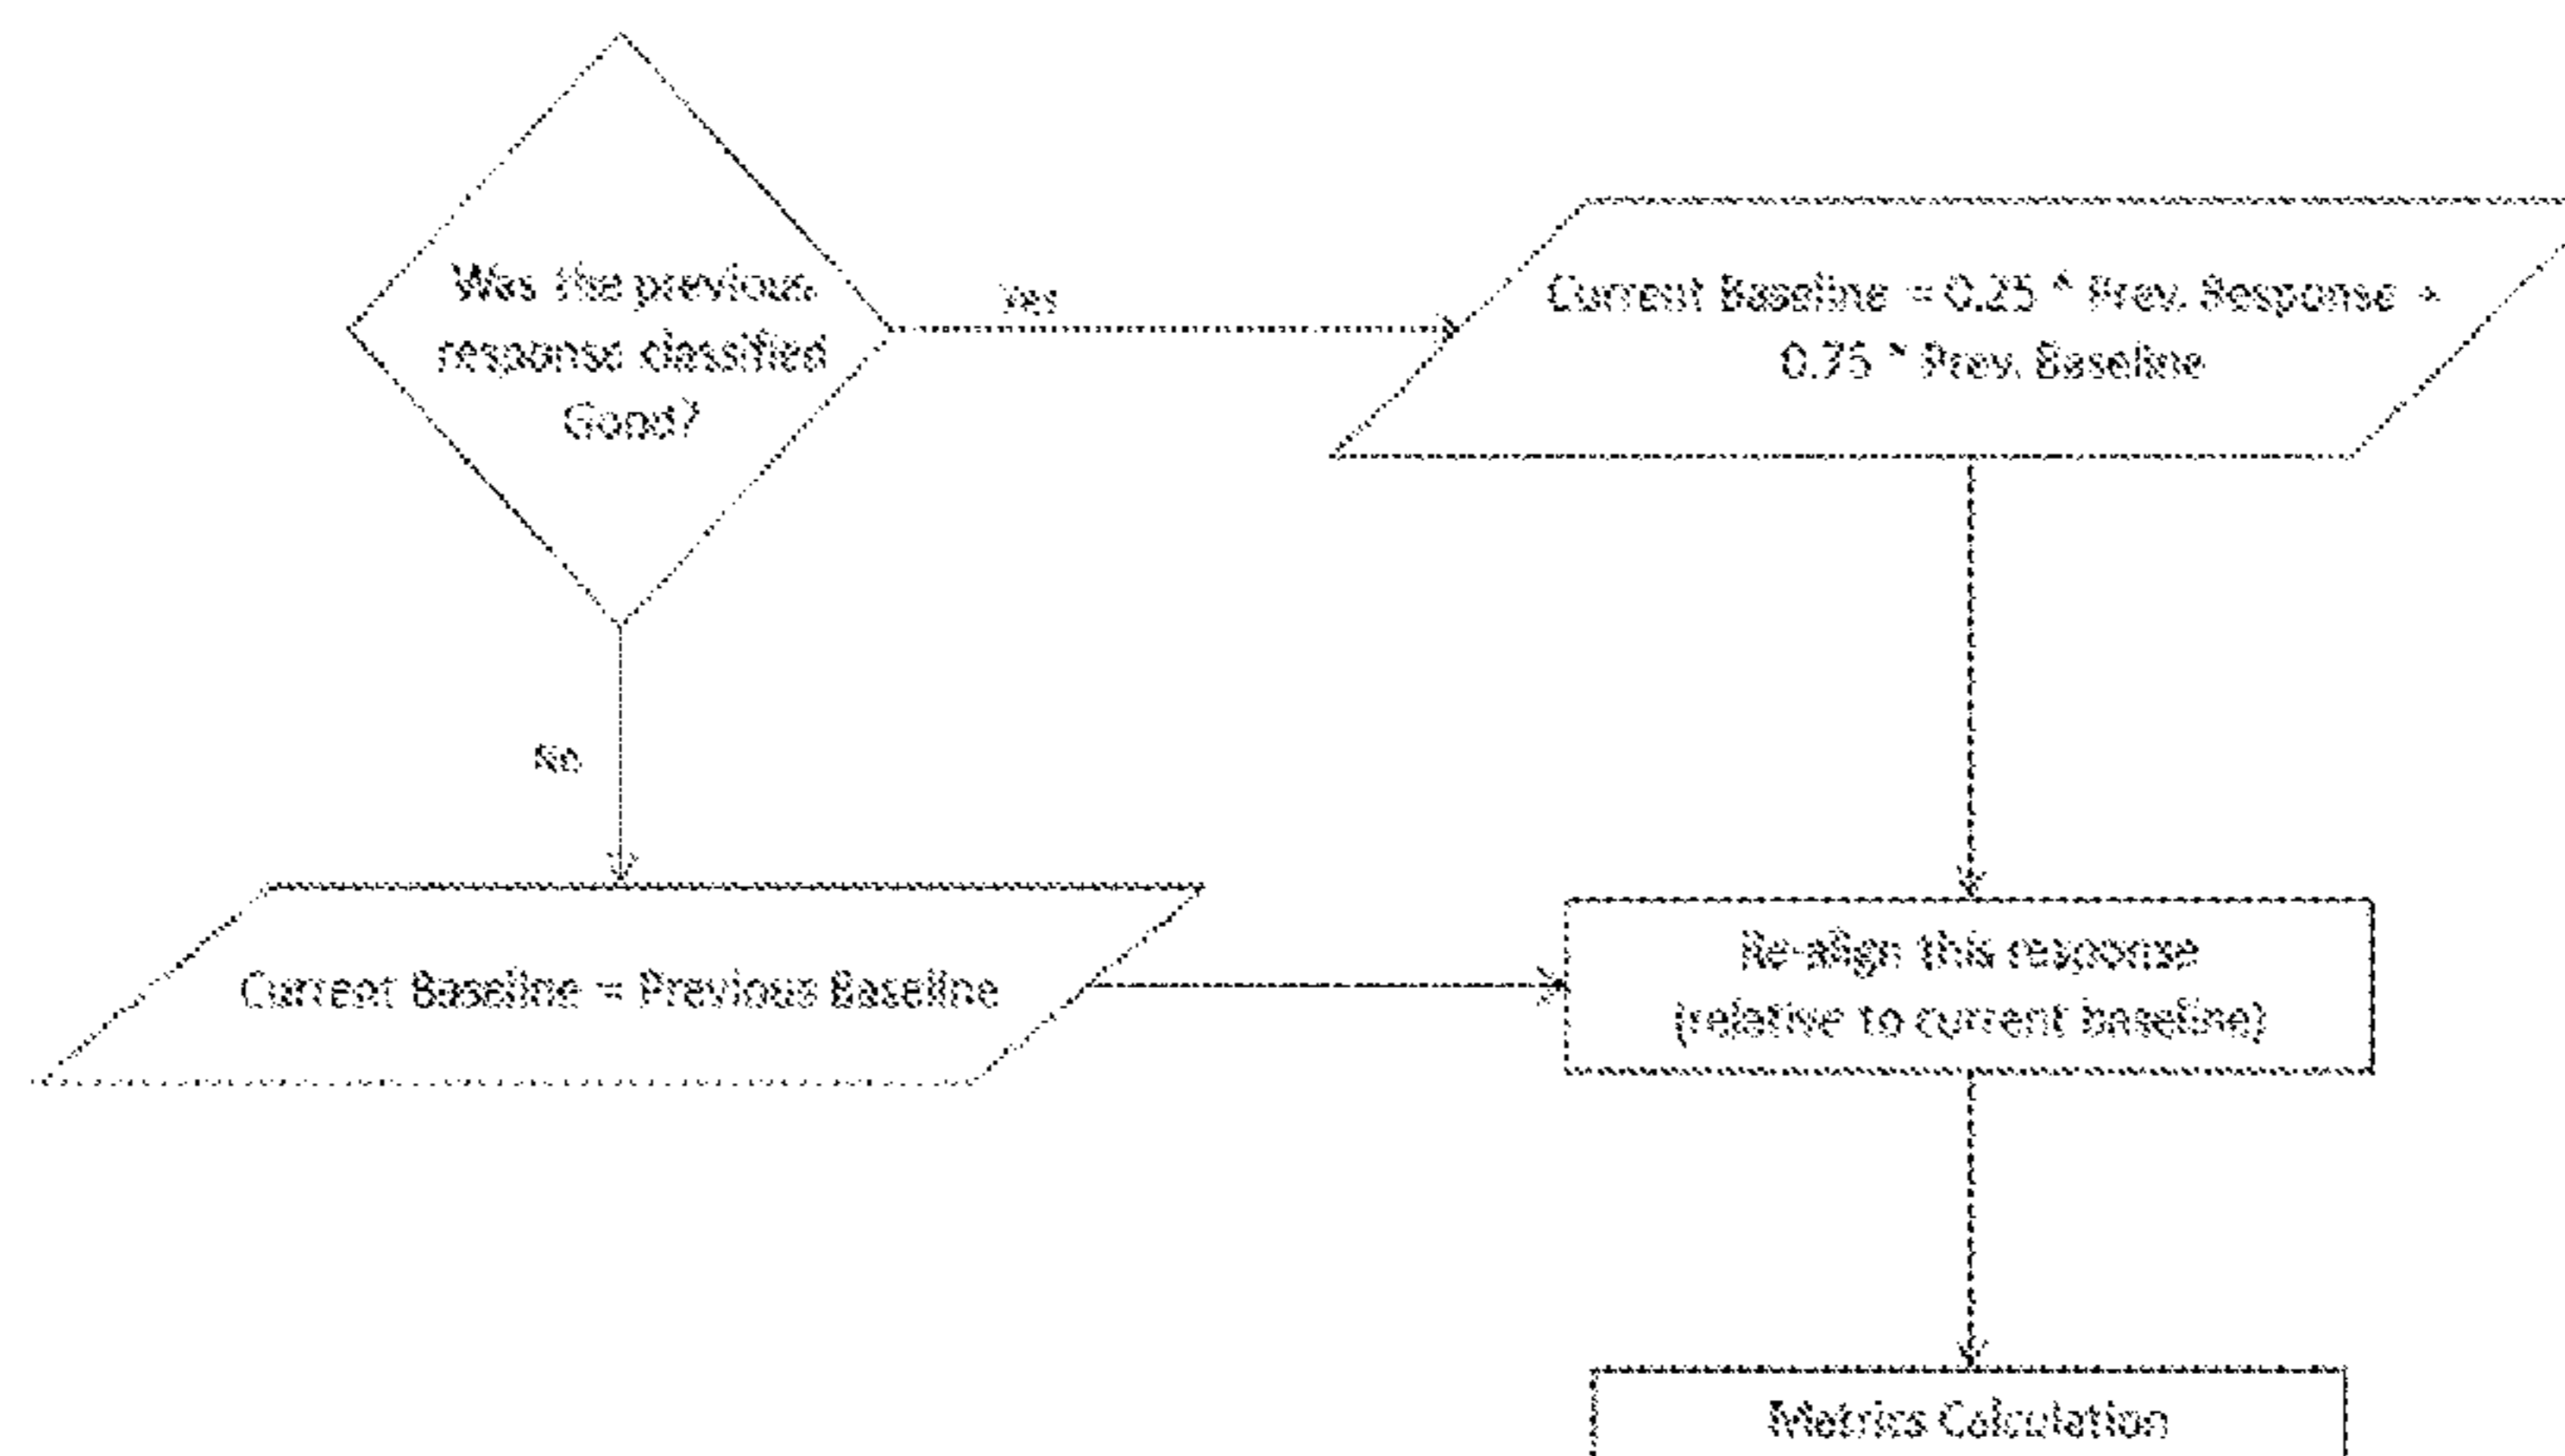 Was the previous
response classified
Good?
Yes
Current Baseline = 0.25 * Prev. Response +
0.75 * Prev. Baseline
No
Current Baseline = Previous Baseline
Re-align this response
(relative to current baseline)
Metrics Calculation